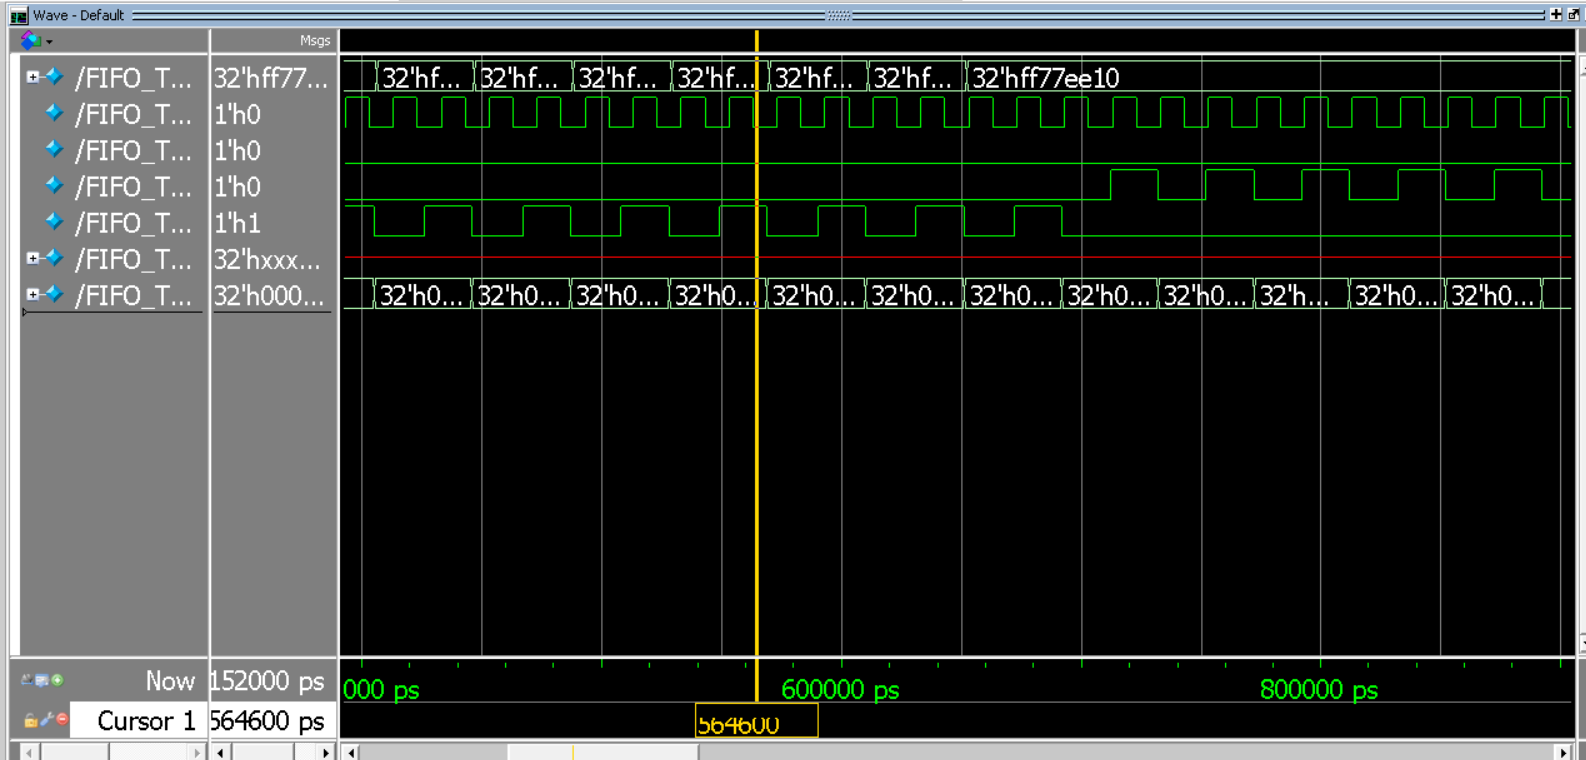 Wave - Default
Msgs
/FIFO_T... 32'hff77... 32'hf... 32'hf... 32'hf... 32'hf... 32'hf... 32'hf... 32'hff77ee10
/FIFO_T... 1'h0
/FIFO_T... 1'h0
/FIFO_T... 1'h0
/FIFO_T... 1'h1
/FIFO_T... 32'hxxx...
/FIFO_T... 32'h000... 32'h0... 32'h0... 32'h0... 32'h0... 32'h0... 32'h0... 32'h0... 32'h0... 32'h0... 32'h... 32'h0... 32'h0...
Now 152000 ps 000 ps 600000 ps 800000 ps
Cursor 1 564600 ps 564600